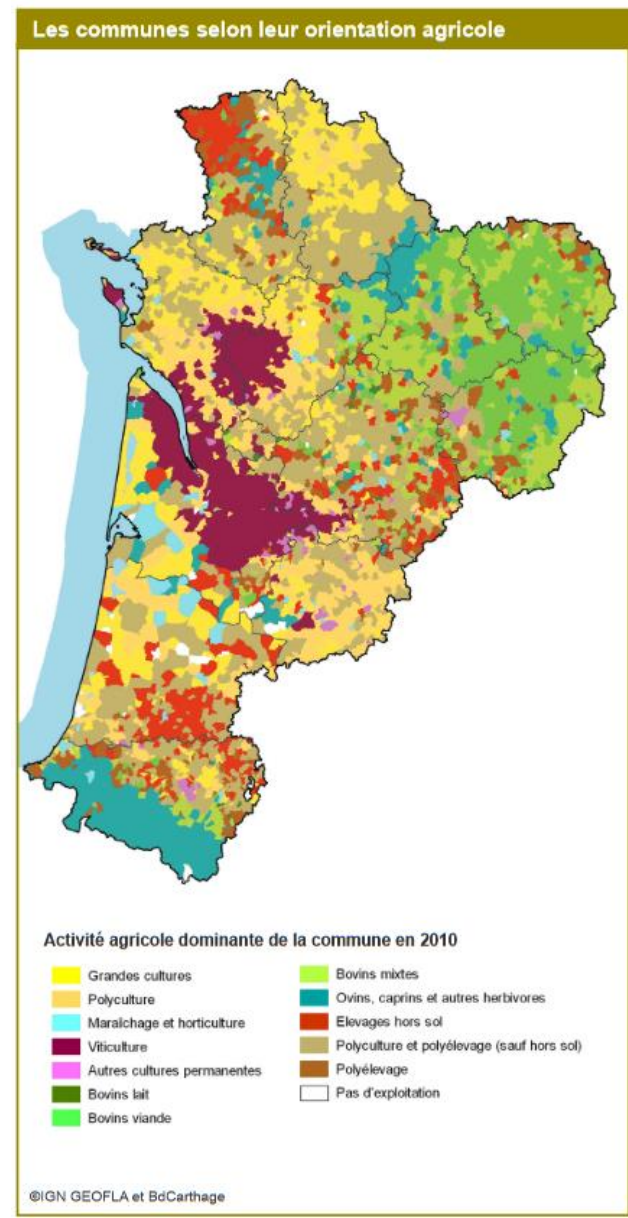 Les communes selon leur orientation agricole
Activité agricole dominante de la commune en 2010
Grandes cultures
Polyculture
Maraîchage et horticulture
Viticulture
Autres cultures permanentes
Bovins lait
Bovins viande
Bovins mixtes
Ovins, caprins et autres herbivores
Elevages hors sol
Polyculture et polyélevage (sauf hors sol)
Polyélevage
Pas d'exploitation
©IGN GEOFLA et BdCarthage